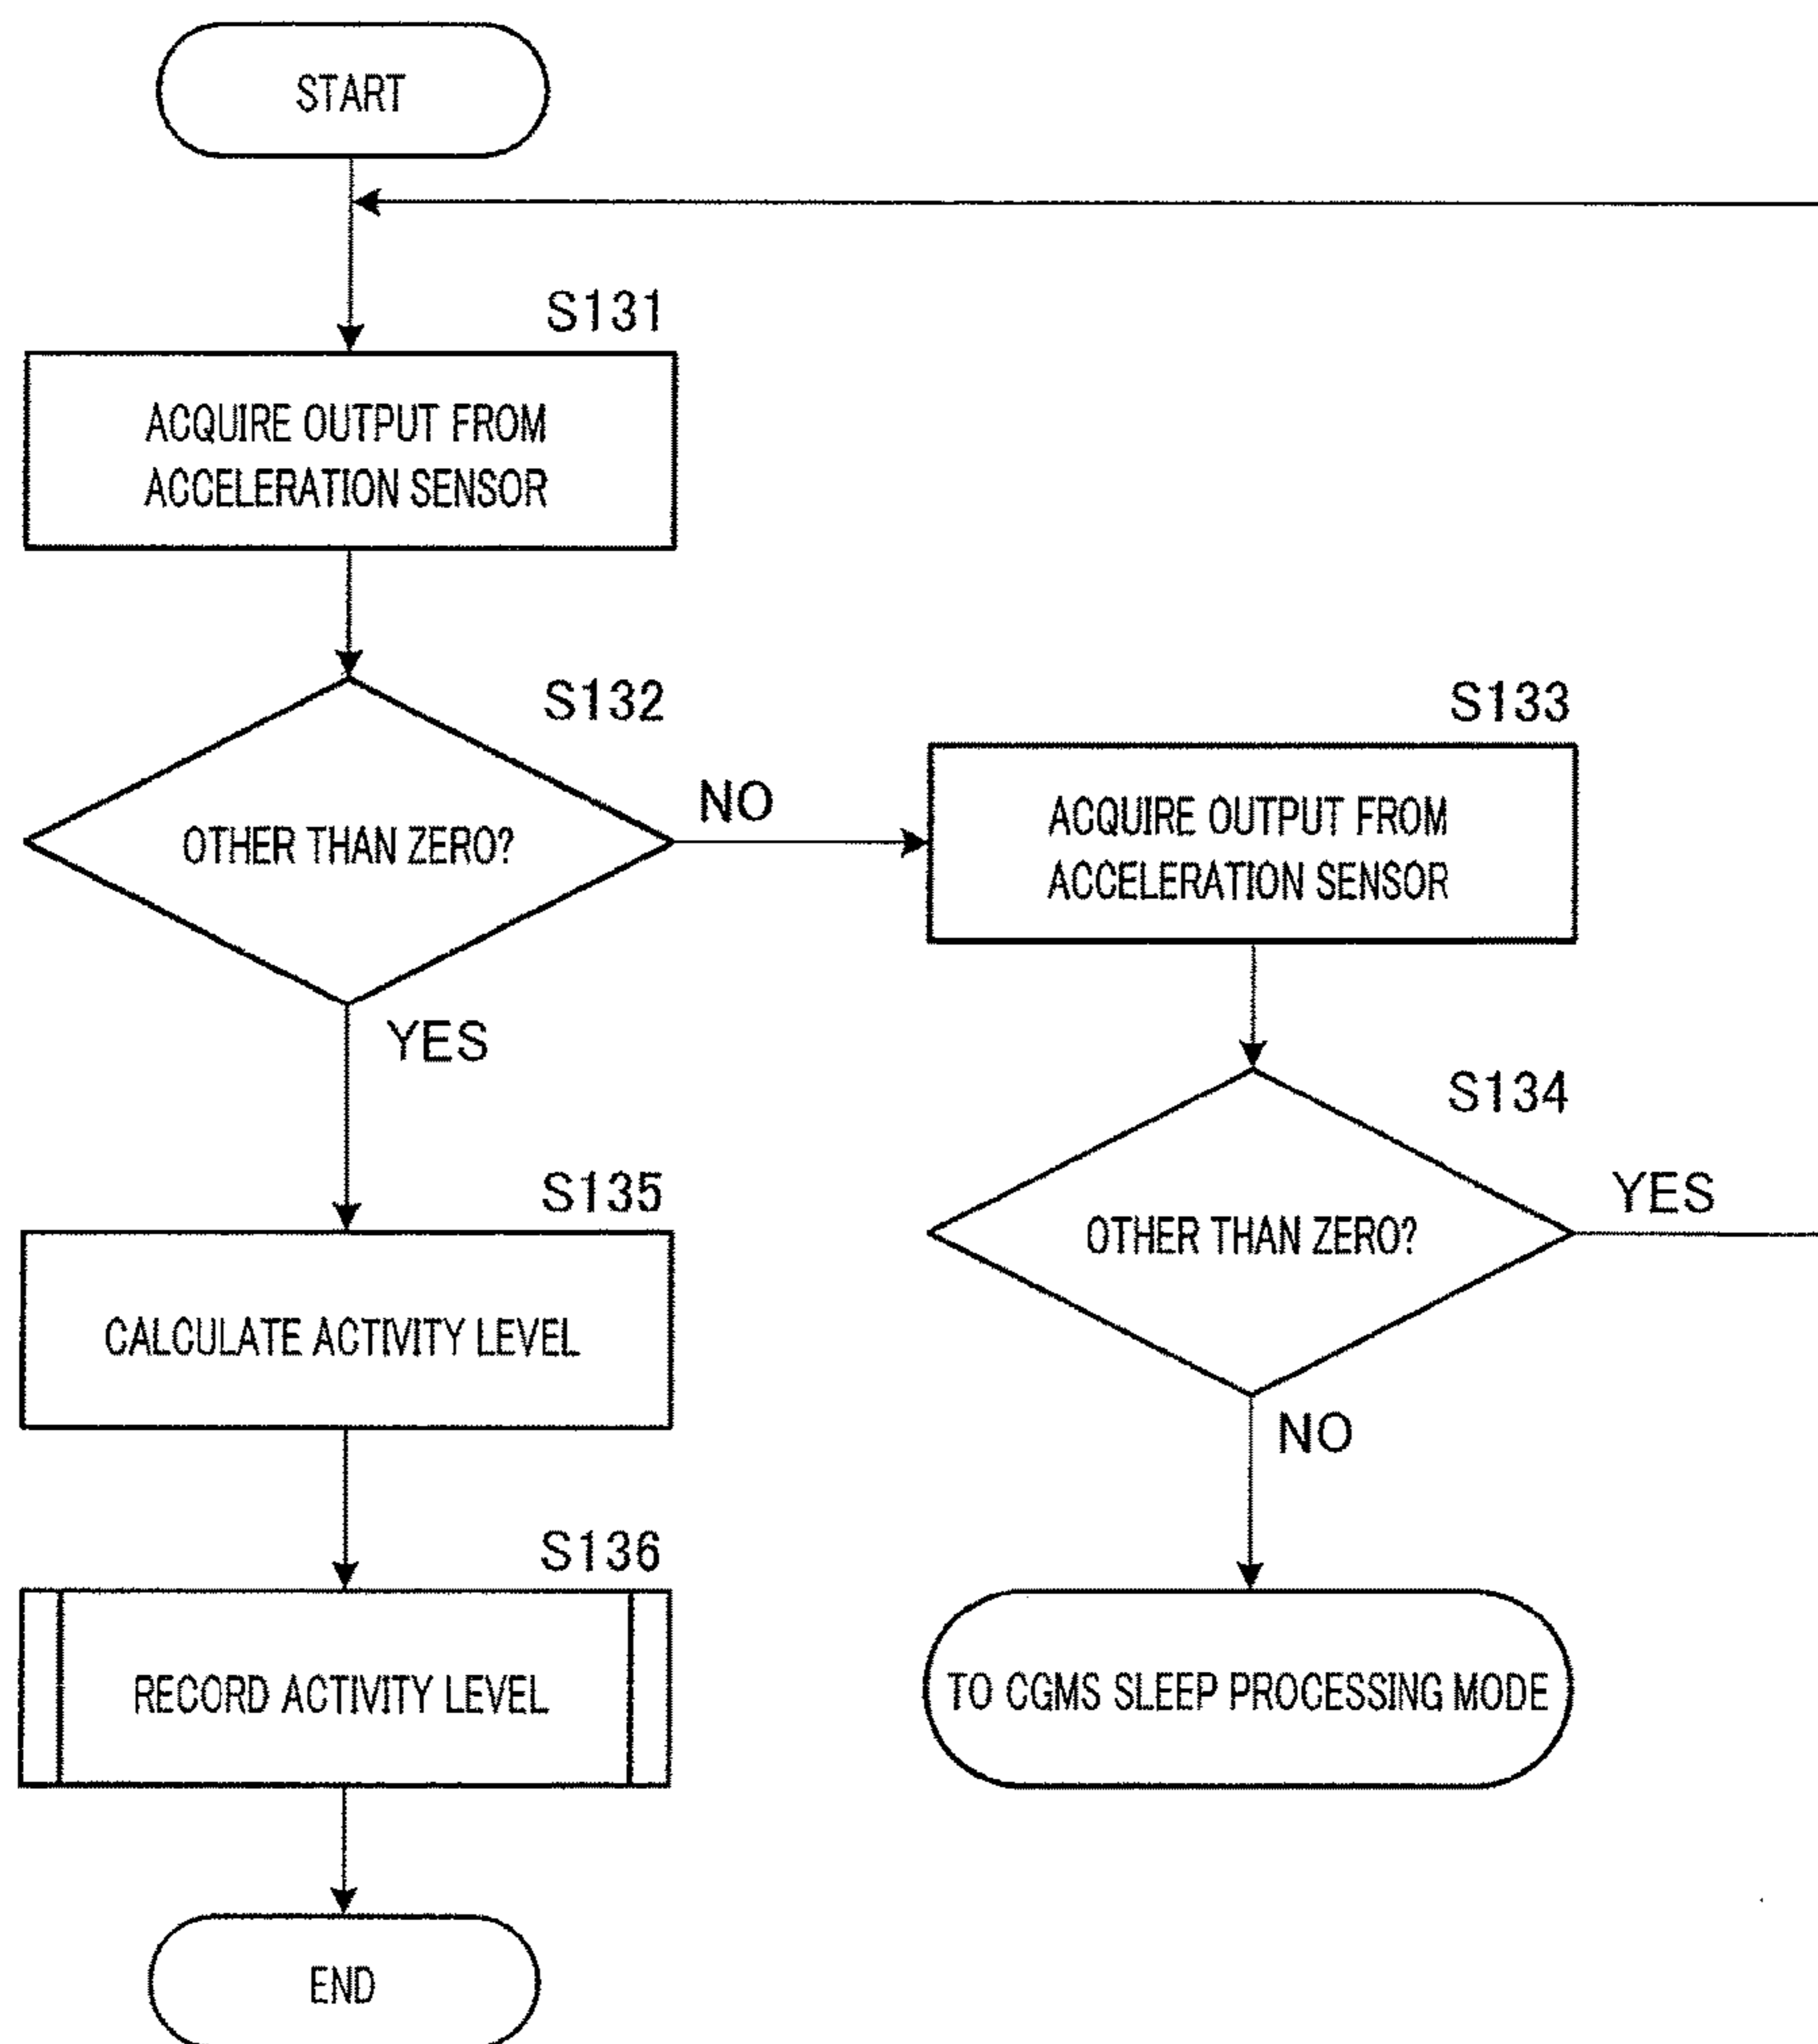 START
S131
ACQUIRE OUTPUT FROM
ACCELERATION SENSOR
S132
OTHER THAN ZERO?
NO
YES
S133
ACQUIRE OUTPUT FROM
ACCELERATION SENSOR
S134
OTHER THAN ZERO?
YES
NO
TO CGMS SLEEP PROCESSING MODE
S135
CALCULATE ACTIVITY LEVEL
S136
RECORD ACTIVITY LEVEL
END